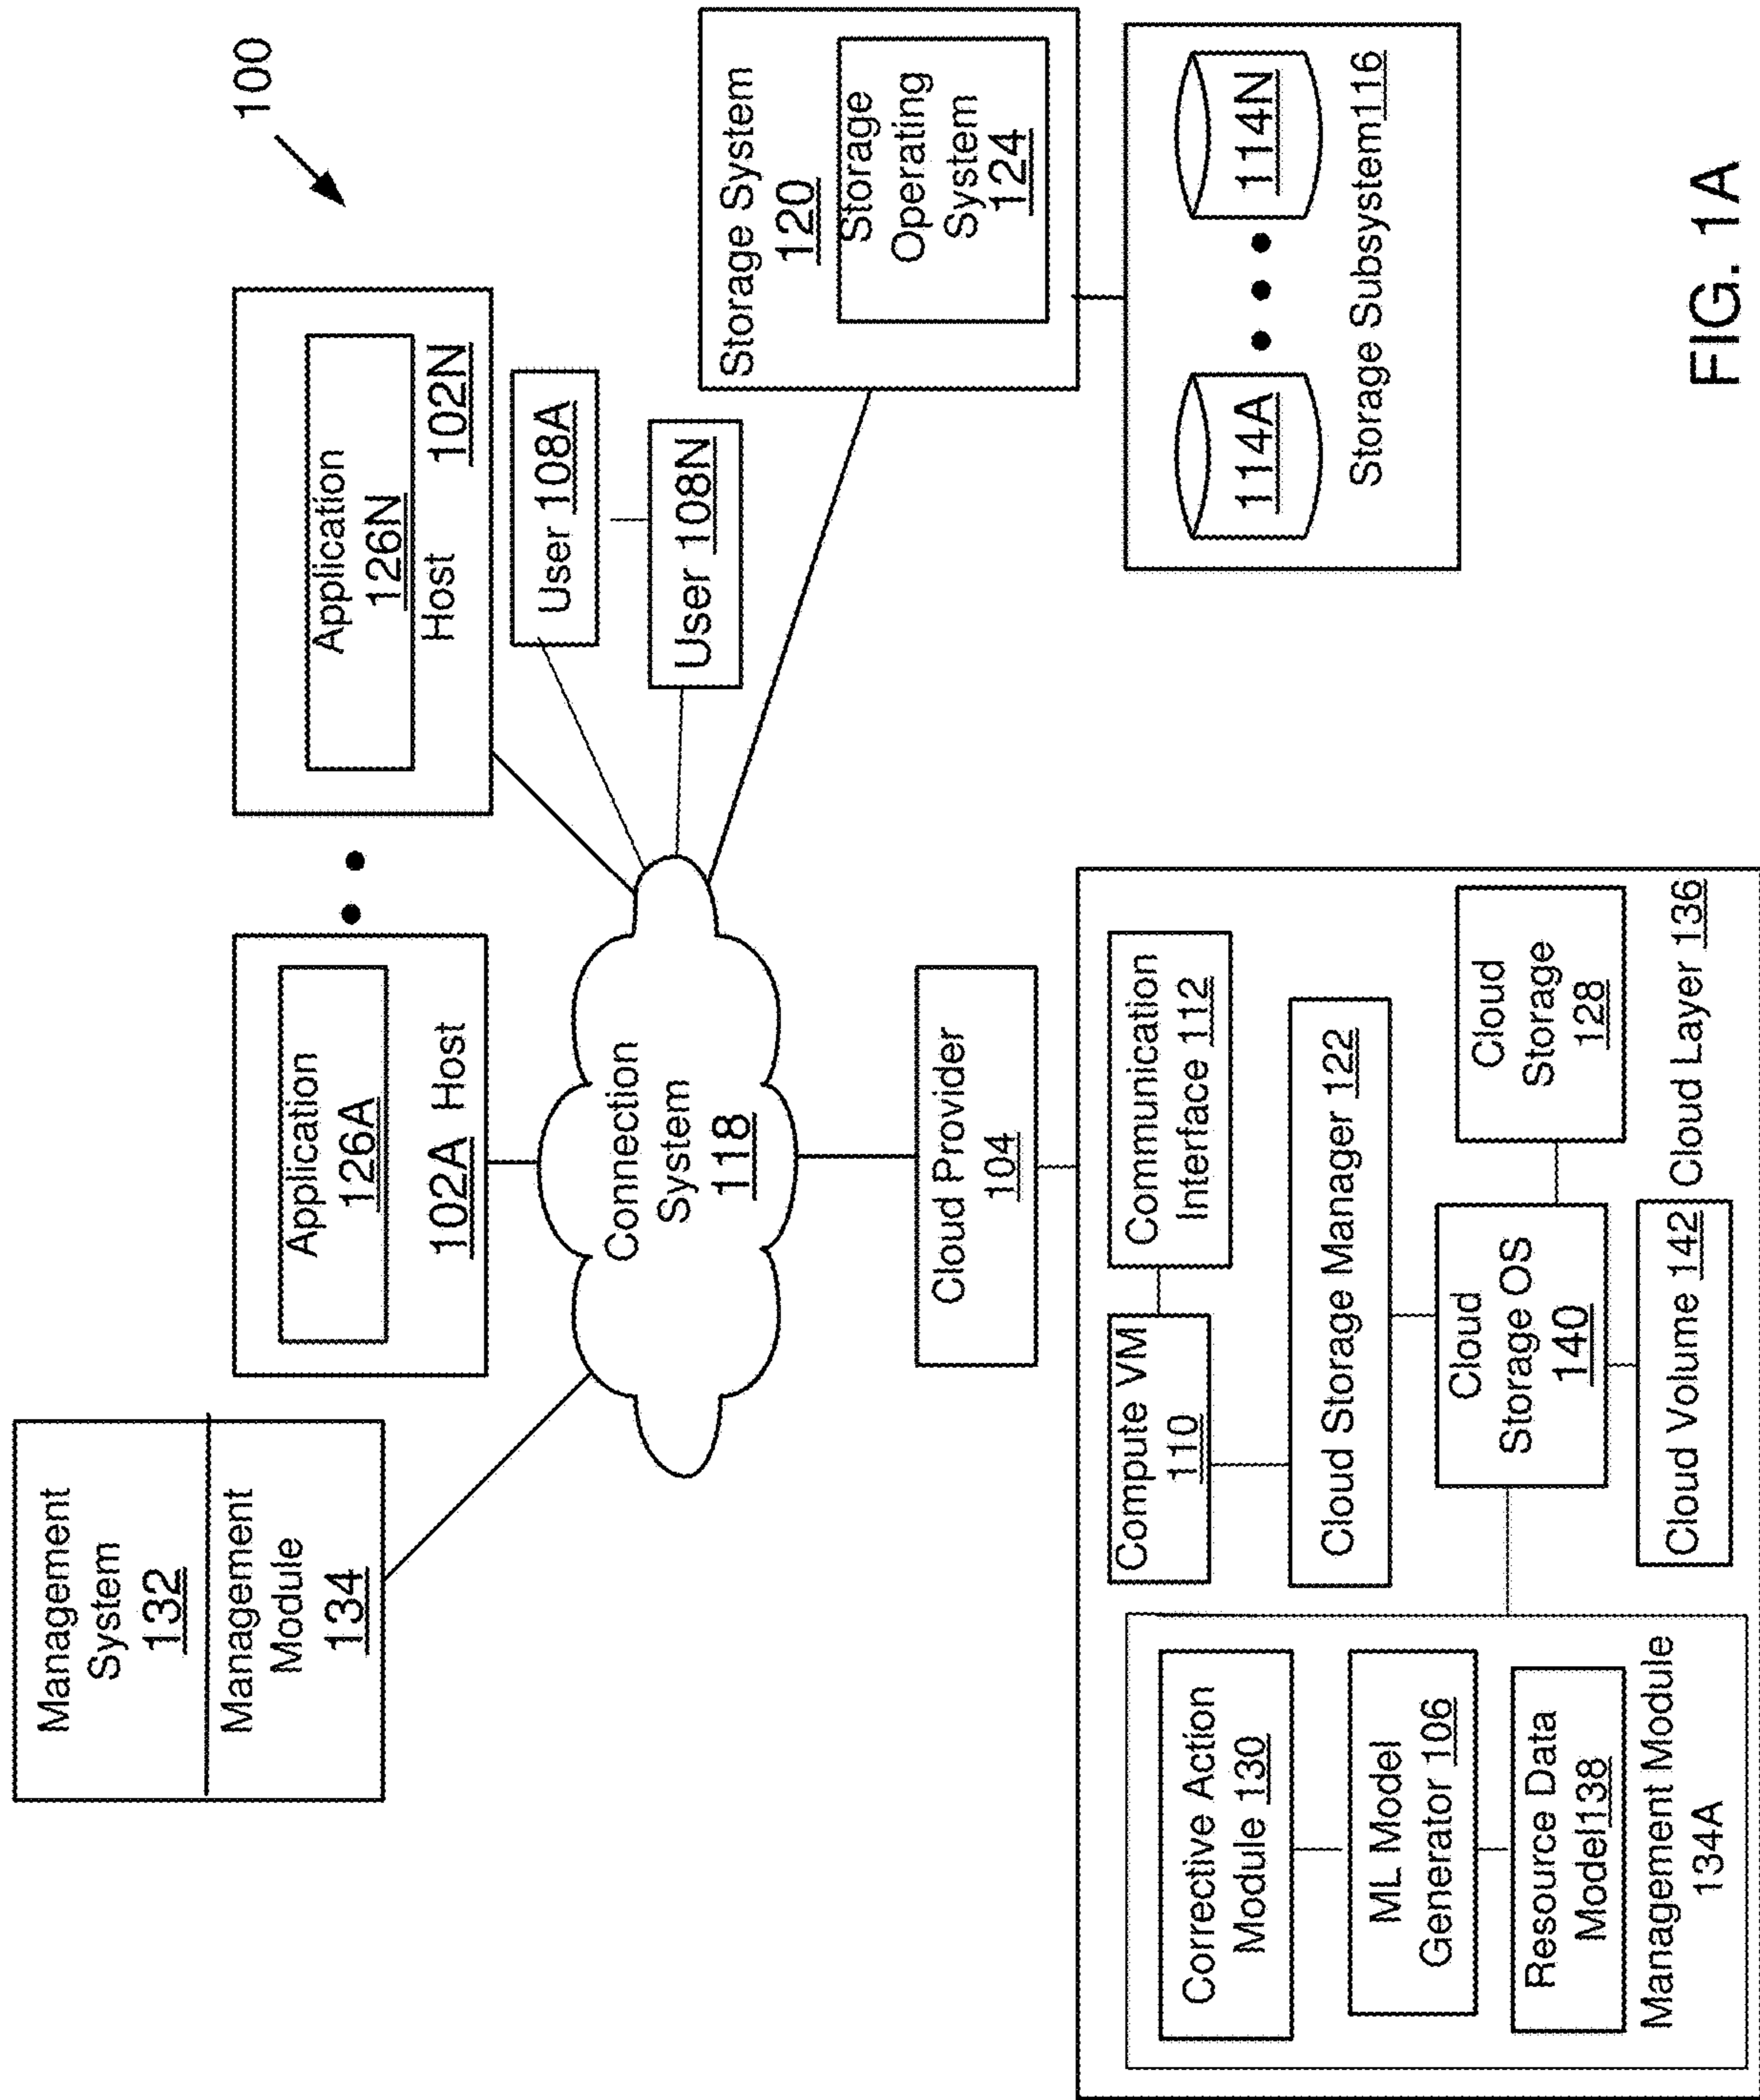 100
Management
System
132
Management
Module
134
Application
126A
102A Host
Application
126N
Host 102N
User 108A
User 108N
Connection
System
118
Storage System
120
Storage
Operating
System
124
114A
114N
Storage Subsystem116
Cloud Provider
104
Compute VM
110
Communication
Interface 112
Cloud Storage Manager 122
Cloud
Storage OS
140
Cloud
Storage
128
Cloud Volume 142
Cloud Layer 136
Corrective Action
Module 130
ML Model
Generator 106
Resource Data
Model138
Management Module
134A
FIG. 1A